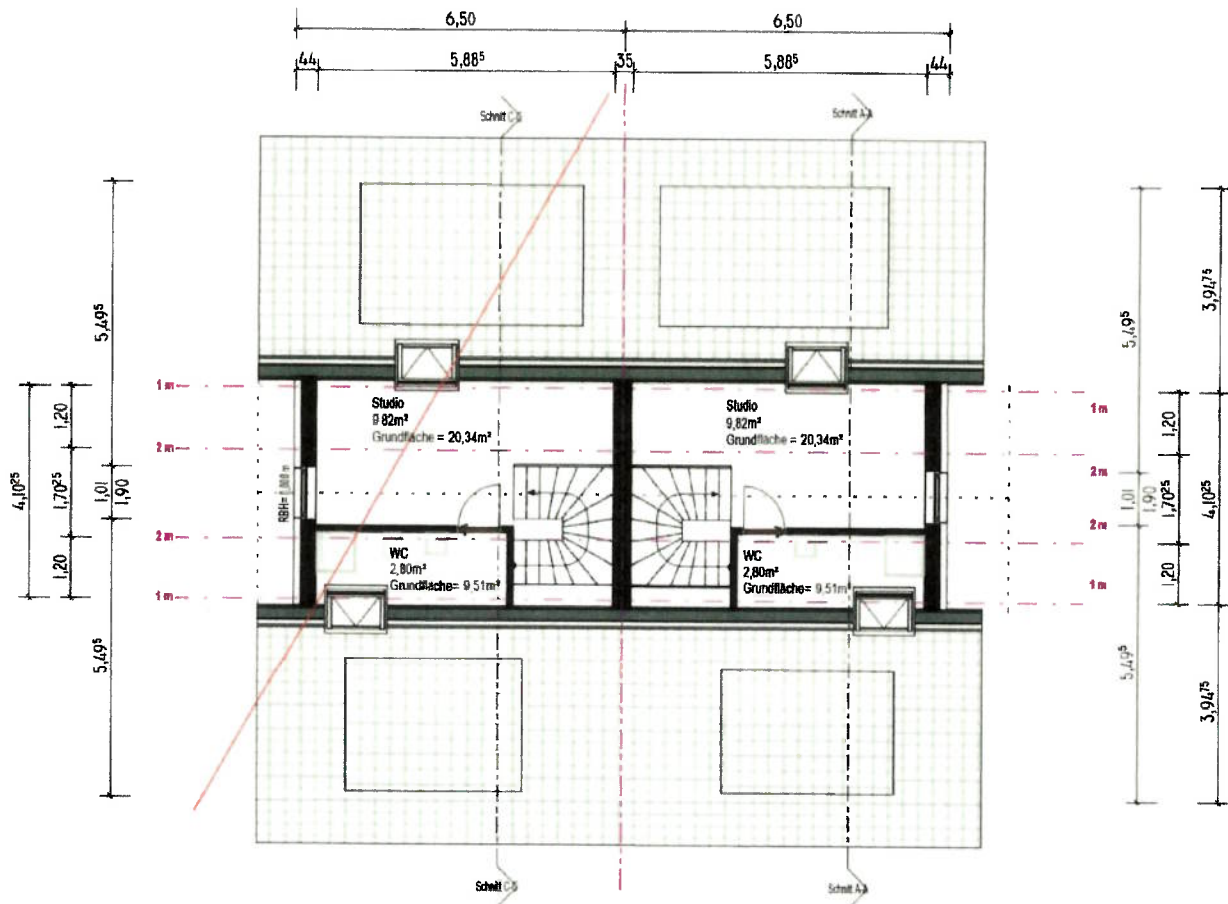 6,50 6,50
44 5,88⁵ 35 5,88⁵ 44
Schnitt C-C Schnitt A-A
5,49⁵
5,49⁵
3,94⁷⁵
1 m
1 m
Studio
9,82m²
Grundfläche = 20,34m²
Studio
9,82m²
Grundfläche = 20,34m²
1,20
1,20
2 m
2 m
4,10²⁵
1,70²⁵
1,01
1,90
RBH= 1,000 m
1,01
1,90
1,70²⁵
4,10²⁵
2 m
2 m
WC
2,80m²
Grundfläche= 9,51m²
WC
2,80m²
Grundfläche= 9,51m²
1,20
1,20
1 m
1 m
5,49⁵
5,49⁵
3,94⁷⁵
Schnitt C-C Schnitt A-A